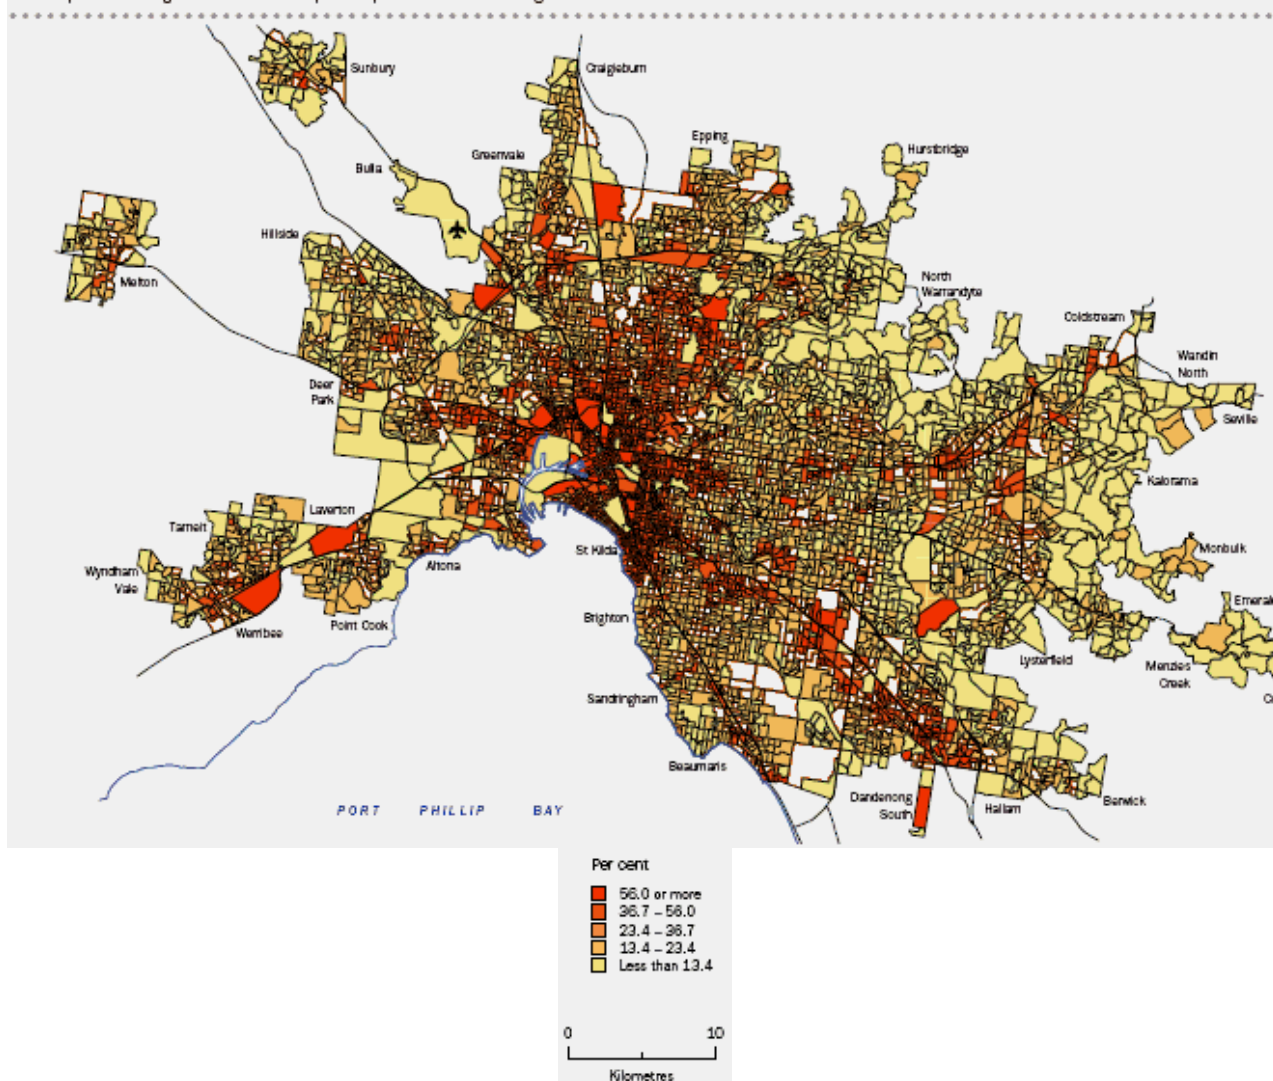 Sunbury
Craigieburn
Epping
Hurstbridge
Greenvale
Bulla
Hillside
Melton
North
Warrandyte
Coldstream
Wandin
North
Deer
Park
Seville
Kalorama
Laverton
Tarneit
Wyndham
Vale
Altona
St Kilda
Monbulk
Werribee
Point Cook
Brighton
Lysterfield
Menzies
Creek
Sandringham
Beaumaris
Dandenong
South
Hallam
Berwick
PORT PHILLIP BAY
Per cent
56.0 or more
36.7 – 56.0
23.4 – 36.7
13.4 – 23.4
Less than 13.4
0 10
Kilometres